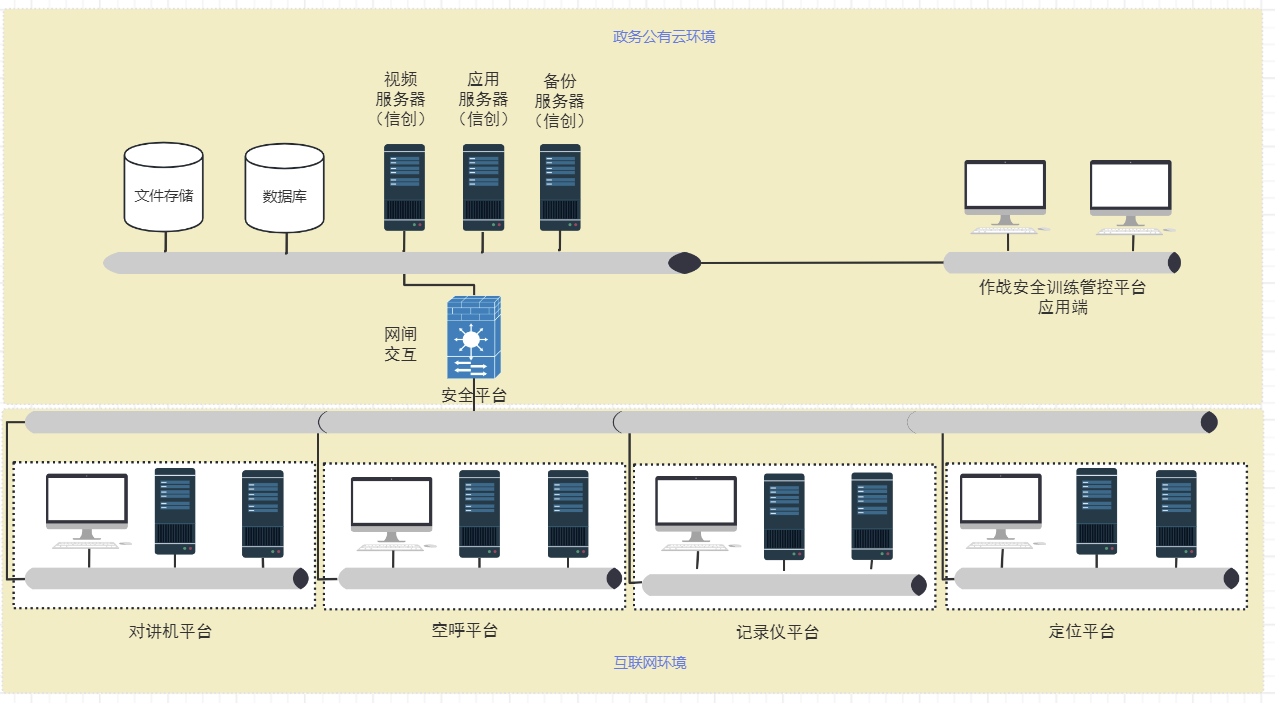 政务公有云环境
视频
服务器
（信创）
应用
服务器
（信创）
备份
服务器
（信创）
文件存储
数据库
作战安全训练管控平台
应用端
网闸
交互
安全平台
对讲机平台
空呼平台
记录仪平台
定位平台
互联网环境